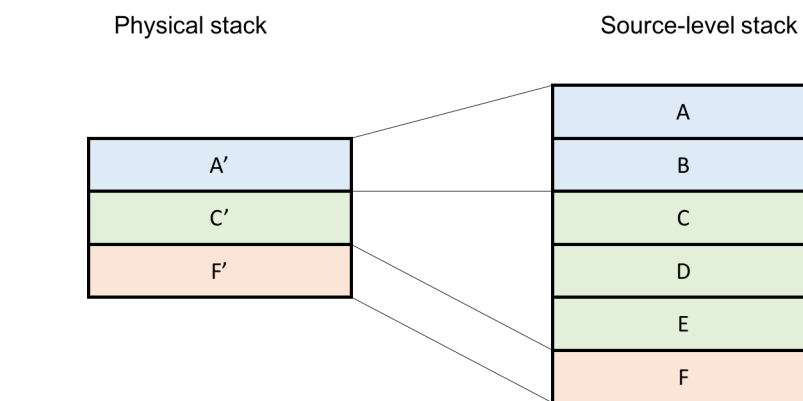 Physical stack
Source-level stack
A′
C′
F′
A
B
C
D
E
F